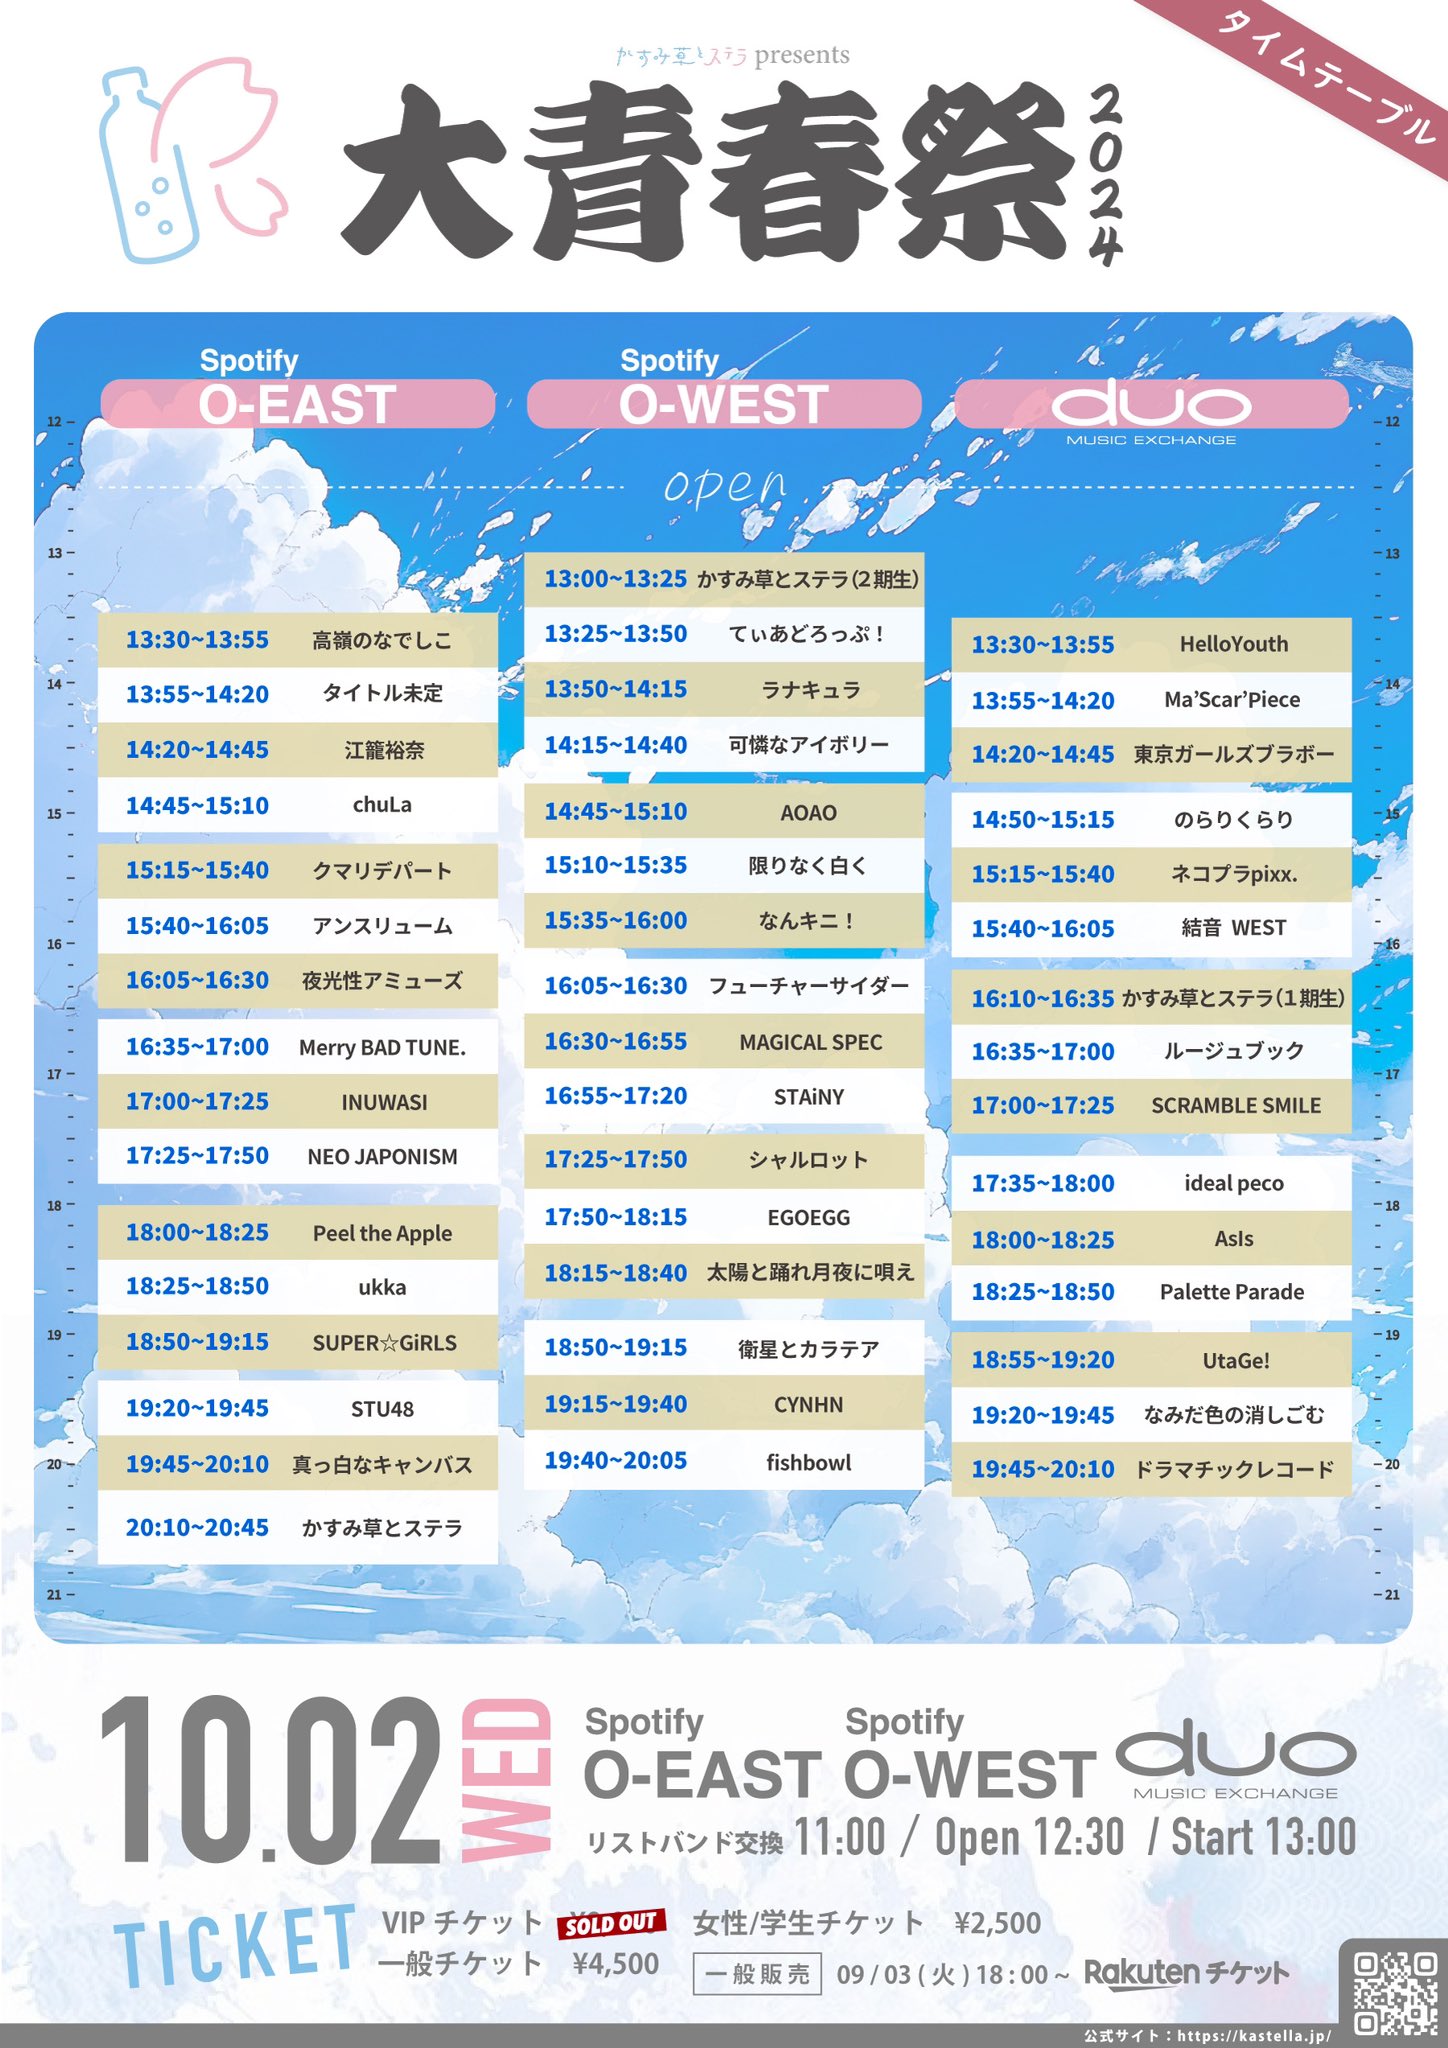 タイムテーブル
かすみ草とステラ presents
大青春祭 2024
Spotify
O-EAST
12
13
13:30~13:55 高嶺のなでしこ
13:55~14:20 タイトル未定
14
14:20~14:45 江籠裕奈
14:45~15:10 chuLa
15
15:15~15:40 クマリデパート
15:40~16:05 アンスリューム
16
16:05~16:30 夜光性アミューズ
16:35~17:00 Merry BAD TUNE.
17
17:00~17:25 INUWASI
17:25~17:50 NEO JAPONISM
18
18:00~18:25 Peel the Apple
18:25~18:50 ukka
19
18:50~19:15 SUPER☆GiRLS
19:20~19:45 STU48
20
19:45~20:10 真っ白なキャンバス
20:10~20:45 かすみ草とステラ
21
Spotify
O-WEST
open
13:00~13:25 かすみ草とステラ(２期生)
13:25~13:50 てぃあどろっぷ！
13:50~14:15 ラナキュラ
14:15~14:40 可憐なアイボリー
14:45~15:10 AOAO
15:10~15:35 限りなく白く
15:35~16:00 なんキニ！
16:05~16:30 フューチャーサイダー
16:30~16:55 MAGICAL SPEC
16:55~17:20 STAiNY
17:25~17:50 シャルロット
17:50~18:15 EGOEGG
18:15~18:40 太陽と踊れ月夜に唄え
18:50~19:15 衛星とカラテア
19:15~19:40 CYNHN
19:40~20:05 fishbowl
duo
MUSIC EXCHANGE
12
13
13:30~13:55 HelloYouth
13:55~14:20 Ma’Scar’Piece
14
14:20~14:45 東京ガールズブラボー
14:50~15:15 のらりくらり
15
15:15~15:40 ネコプラpixx.
15:40~16:05 結音 WEST
16
16:10~16:35 かすみ草とステラ(１期生)
16:35~17:00 ルージュブック
17
17:00~17:25 SCRAMBLE SMILE
17:35~18:00 ideal peco
18
18:00~18:25 AsIs
18:25~18:50 Palette Parade
19
18:55~19:20 UtaGe!
19:20~19:45 なみだ色の消しごむ
20
19:45~20:10 ドラマチックレコード
21
10.02 WED
Spotify O-EAST
Spotify O-WEST
duo MUSIC EXCHANGE
リストバンド交換 11:00 / Open 12:30 / Start 13:00
TICKET
VIP チケット SOLD OUT 女性/学生チケット ¥2,500
一般チケット ¥4,500
一般販売 09/03(火)18:00~ Rakuten チケット
公式サイト：https://kastella.jp/